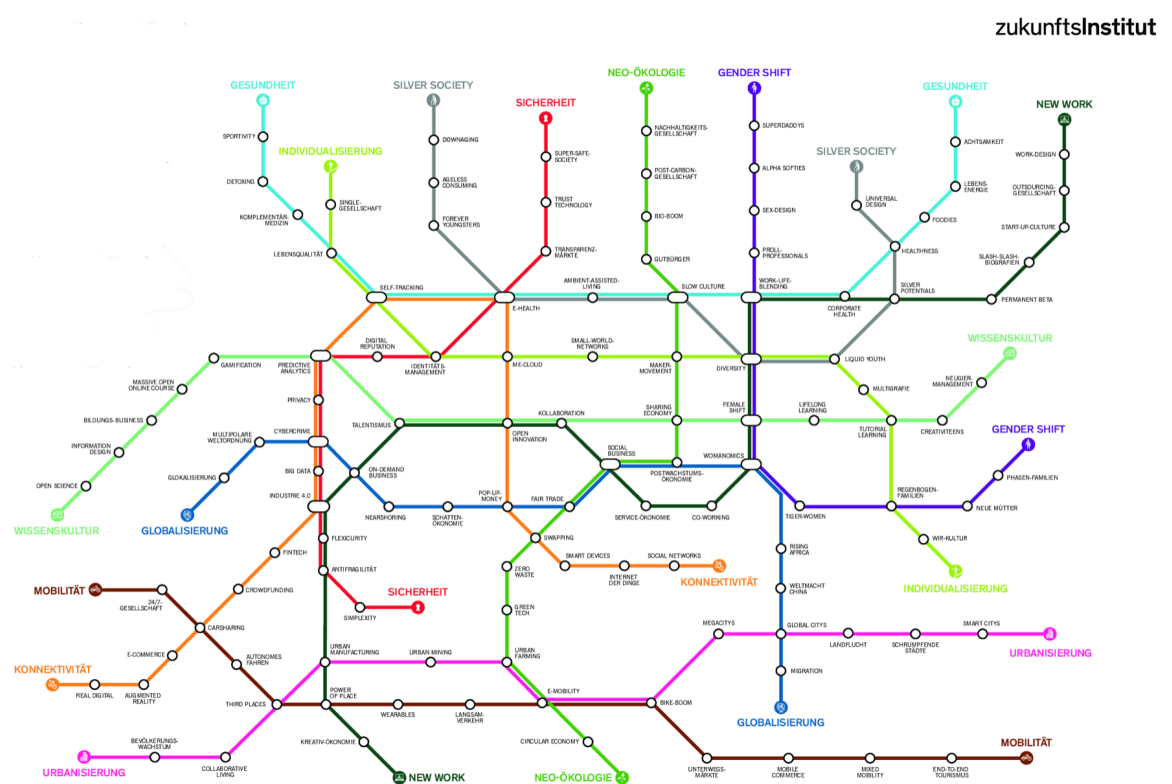 zukunftsInstitut
GESUNDHEIT
SILVER SOCIETY
SICHERHEIT
NEO-ÖKOLOGIE
GENDER SHIFT
GESUNDHEIT
NEW WORK
SPORTIVITY
DETOXING
KOMPLEMENTÄR-
MEDIZIN
INDIVIDUALISIERUNG
SINGLE-
GESELLSCHAFT
LEBENSQUALITÄT
DOWNAGING
AGELESS
CONSUMING
FOREVER
YOUNGSTERS
SUPER-SAFE-
SOCIETY
TRUST
TECHNOLOGY
TRANSPARENZ-
MÄRKTE
NACHHALTIGKEITS-
GESELLSCHAFT
POST-CARBON-
GESELLSCHAFT
BIO-BOOM
GUTBÜRGER
SUPERDADDYS
ALPHA SOFTIES
SEX-DESIGN
PROLL-
PROFESSIONALS
SILVER SOCIETY
UNIVERSAL
DESIGN
ACHTSAMKEIT
LEBENS-
ENERGIE
FOODIES
HEALTHNESS
WORK-DESIGN
OUTSOURCING-
GESELLSCHAFT
START-UP-CULTURE
SLASH-SLASH-
BIOGRAFIEN
PERMANENT BETA
SELF-TRACKING
E-HEALTH
AMBIENT-ASSISTED-
LIVING
SLOW CULTURE
WORK-LIFE-
BLENDING
CORPORATE
HEALTH
SILVER
POTENTIALS
GAMIFICATION
PREDICTIVE
ANALYTICS
DIGITAL
REPUTATION
IDENTITÄTS-
MANAGEMENT
ME-CLOUD
SMALL-WORLD-
NETWORKS
MAKER-
MOVEMENT
DIVERSITY
LIQUID YOUTH
WISSENSKULTUR
MASSIVE OPEN
ONLINE COURSE
BILDUNGS-BUSINESS
INFORMATION
DESIGN
OPEN SCIENCE
WISSENSKULTUR
PRIVACY
MULTIGRAFIE
NEUGIER-
MANAGEMENT
CREATIVTEENS
TALENTISMUS
OPEN
INNOVATION
KOLLABORATION
SHARING
ECONOMY
FEMALE
SHIFT
LIFELONG
LEARNING
TUTORIAL
LEARNING
MULTIPOLARE
WELTORDNUNG
CYBERCRIME
GLOKALISIERUNG
GLOBALISIERUNG
BIG DATA
ON-DEMAND
BUSINESS
INDUSTRIE 4.0
NEARSHORING
SCHATTEN-
ÖKONOMIE
POP-UP-
MONEY
FAIR TRADE
SOCIAL
BUSINESS
POSTWACHSTUMS-
ÖKONOMIE
WOMANOMICS
SERVICE-ÖKONOMIE
CO-WORKING
TIGER-WOMEN
REGENBOGEN-
FAMILIEN
NEUE MÜTTER
PHASEN-FAMILIEN
GENDER SHIFT
WIR-KULTUR
INDIVIDUALISIERUNG
FLEXICURITY
SWAPPING
SMART DEVICES
INTERNET
DER DINGE
SOCIAL NETWORKS
KONNEKTIVITÄT
RISING
AFRICA
WELTMACHT
CHINA
FINTECH
CROWDFUNDING
ANTIFRAGILITÄT
SIMPLEXITY
SICHERHEIT
ZERO
WASTE
GREEN
TECH
MOBILITÄT
24/7-
GESELLSCHAFT
CARSHARING
E-COMMERCE
AUTONOMES
FAHREN
KONNEKTIVITÄT
REAL DIGITAL
AUGMENTED
REALITY
URBAN
MANUFACTURING
URBAN MINING
URBAN
FARMING
MEGACITYS
GLOBAL CITYS
LANDFLUCHT
SCHRUMPFENDE
STÄDTE
SMART CITYS
URBANISIERUNG
MIGRATION
GLOBALISIERUNG
THIRD PLACES
POWER
OF PLACE
WEARABLES
LANGSAM-
VERKEHR
E-MOBILITY
BIKE-BOOM
BEVÖLKERUNGS-
WACHSTUM
COLLABORATIVE
LIVING
URBANISIERUNG
KREATIV-ÖKONOMIE
NEW WORK
CIRCULAR ECONOMY
NEO-ÖKOLOGIE
UNTERWEGS-
MÄRKTE
MOBILE
COMMERCE
MIXED
MOBILITY
END-TO-END
TOURISMUS
MOBILITÄT